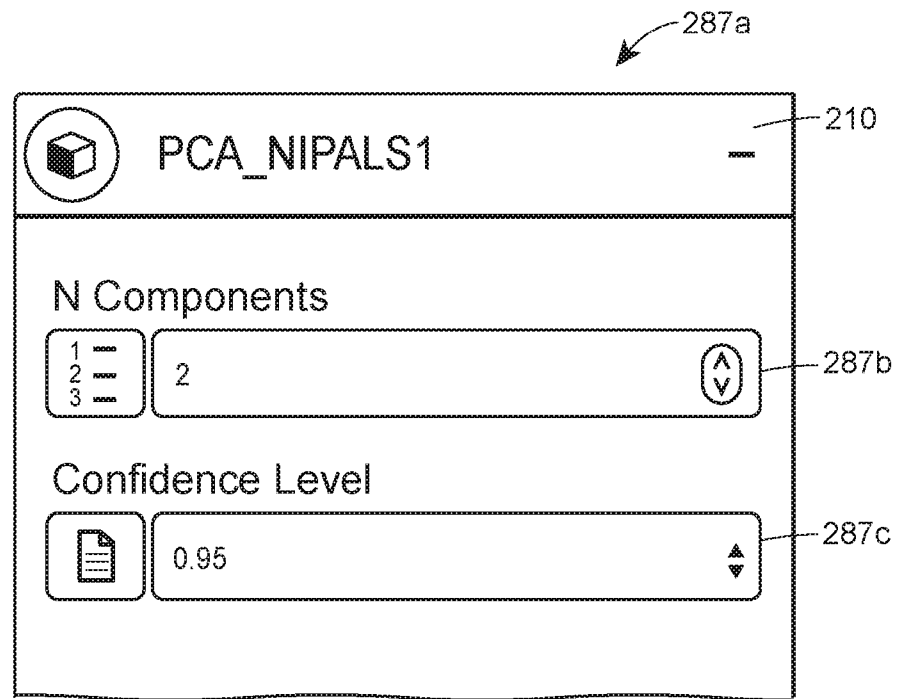 287a
210
PCA_NIPALS1
N Components
1
2
3
2
287b
Confidence Level
0.95
287c